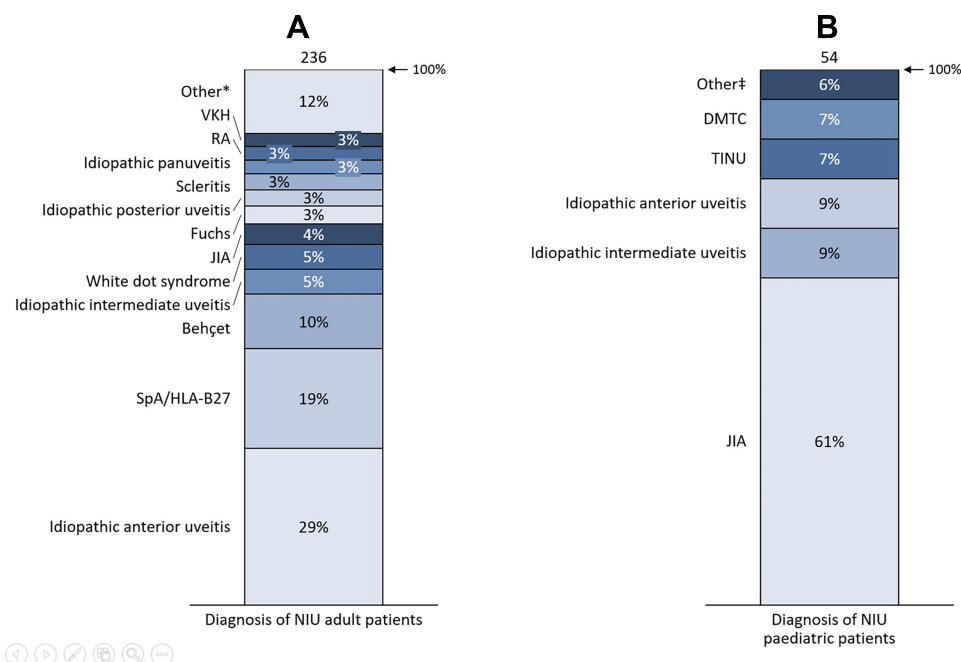 A
236
100%
Other*
12%
VKH
3%
RA
3%
Idiopathic panuveitis
3%
Scleritis
3%
Idiopathic posterior uveitis
3%
Fuchs
3%
JIA
4%
White dot syndrome
5%
Idiopathic intermediate uveitis
5%
Behçet
10%
SpA/HLA-B27
19%
Idiopathic anterior uveitis
29%
Diagnosis of NIU adult patients
B
54
100%
Other‡
6%
DMTC
7%
TINU
7%
Idiopathic anterior uveitis
9%
Idiopathic intermediate uveitis
9%
JIA
61%
Diagnosis of NIU
paediatric patients